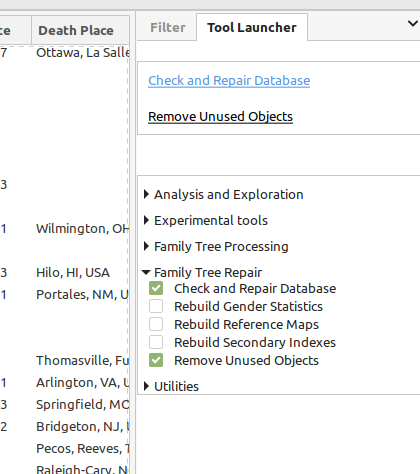 te Death Place
7 Ottawa, La Salle
3
1 Wilmington, OH
3 Hilo, HI, USA
1 Portales, NM, U
Thomasville, Fu
1 Arlington, VA, U
3 Springfield, MO
2 Bridgeton, NJ,
Pecos, Reeves, T
Raleigh-Cary, N
Filter Tool Launcher
Check and Repair Database
Remove Unused Objects
Analysis and Exploration
Experimental tools
Family Tree Processing
Family Tree Repair
Check and Repair Database
Rebuild Gender Statistics
Rebuild Reference Maps
Rebuild Secondary Indexes
Remove Unused Objects
Utilities